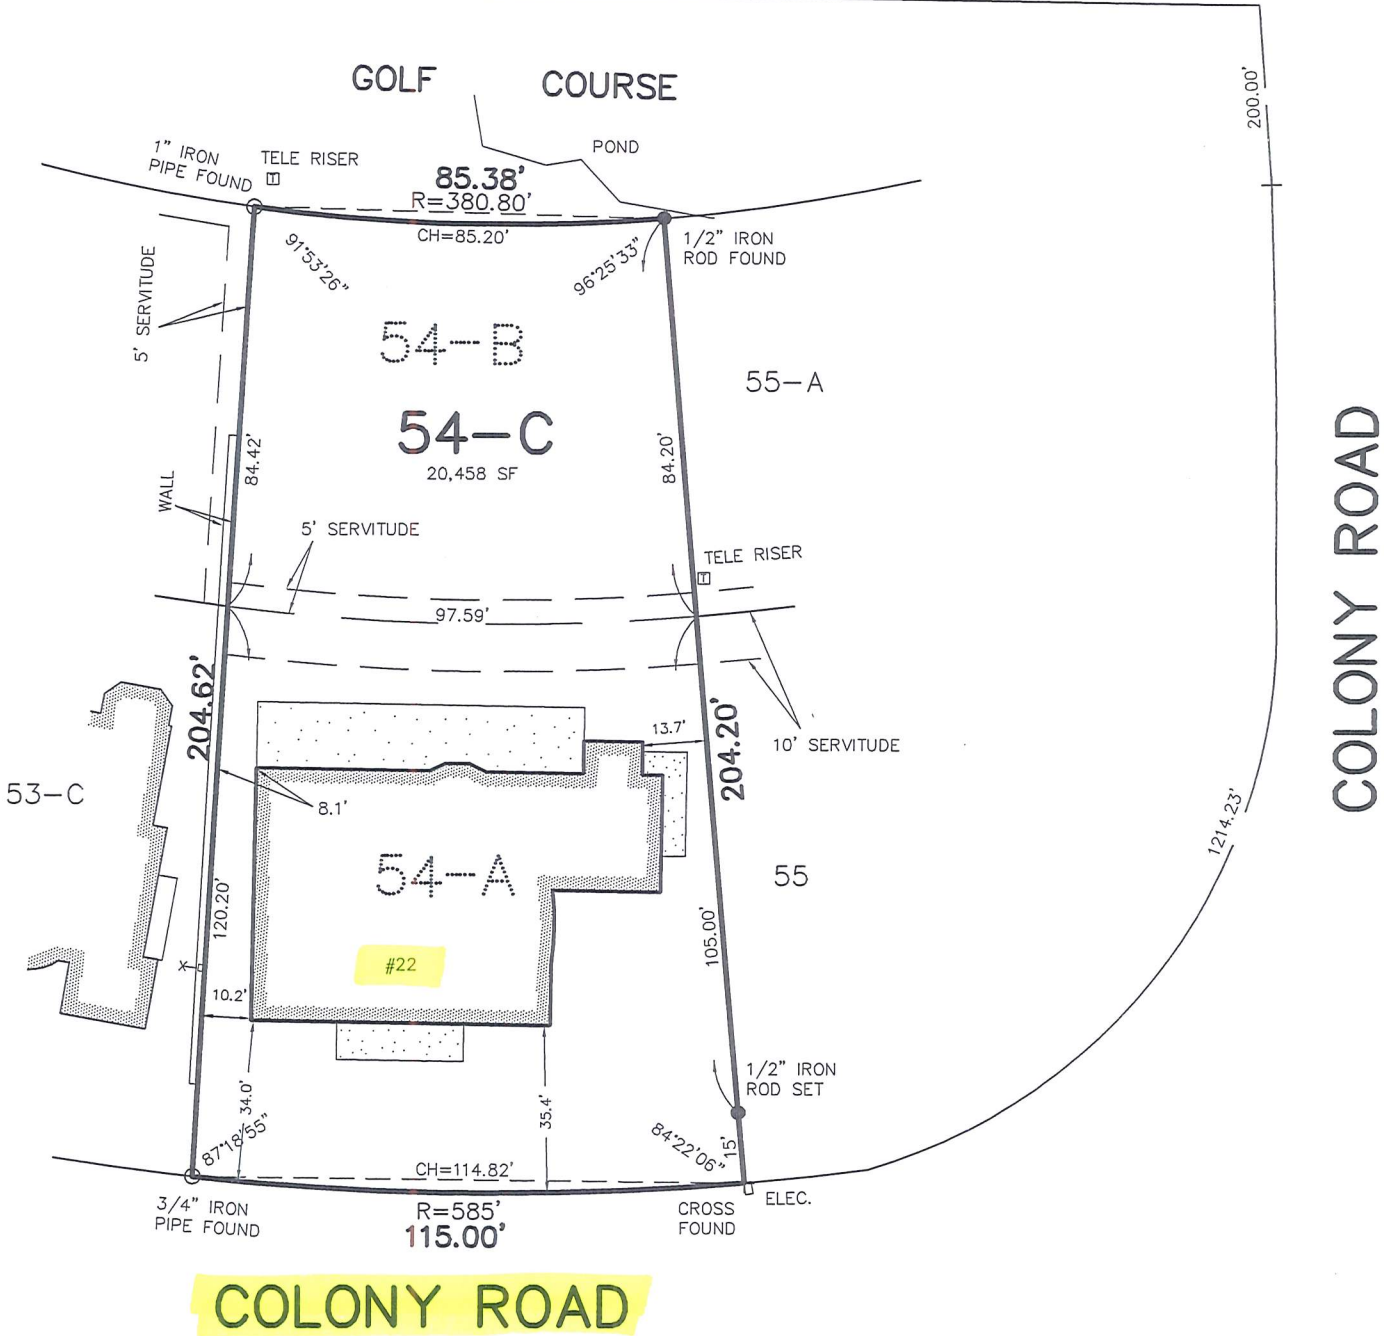 200.00'
GOLF COURSE
POND
1" IRON
PIPE FOUND
TELE RISER
T
85.38'
R=380.80'
CH=85.20'
1/2" IRON
ROD FOUND
91°53'26"
96°25'33"
5' SERVITUDE
54-B
55-A
54-C
20,458 SF
84.42'
84.20'
WALL
5' SERVITUDE
TELE RISER
T
97.59'
COLONY ROAD
204.62'
204.20'
13.7'
10' SERVITUDE
53-C
8.1'
1214.23'
54-A
55
120.20'
105.00'
#22
X
10.2'
1/2" IRON
ROD SET
34.0'
35.4'
87°18'55"
84°22'06"
15'
CH=114.82'
3/4" IRON
PIPE FOUND
R=585'
115.00'
CROSS
FOUND
ELEC.
COLONY ROAD